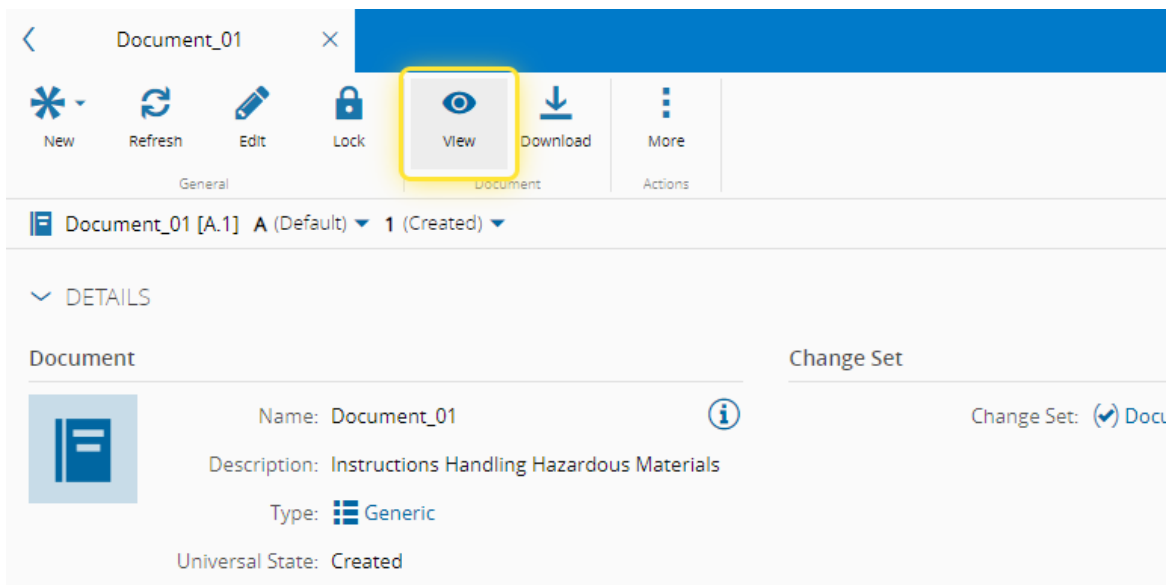 Document_01
New Refresh Edit Lock View Download More
General Document Actions
Document_01 [A.1] A (Default) 1 (Created)
DETAILS
Document Change Set
Name: Document_01
Change Set: Docu
Description: Instructions Handling Hazardous Materials
Type: Generic
Universal State: Created